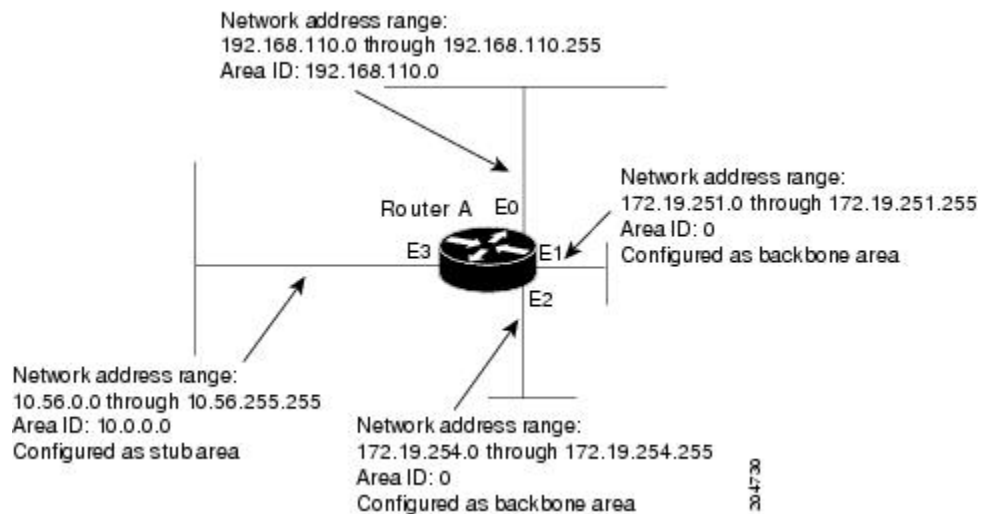 Network address range:
192.168.110.0 through 192.168.110.255
Area ID: 192.168.110.0
Network address range:
172.19.251.0 through 172.19.251.255
Area ID: 0
Configured as backbone area
Router A
E0
E3
E1
E2
Network address range:
10.56.0.0 through 10.56.255.255
Area ID: 10.0.0.0
Configured as stub area
Network address range:
172.19.254.0 through 172.19.254.255
Area ID: 0
Configured as backbone area